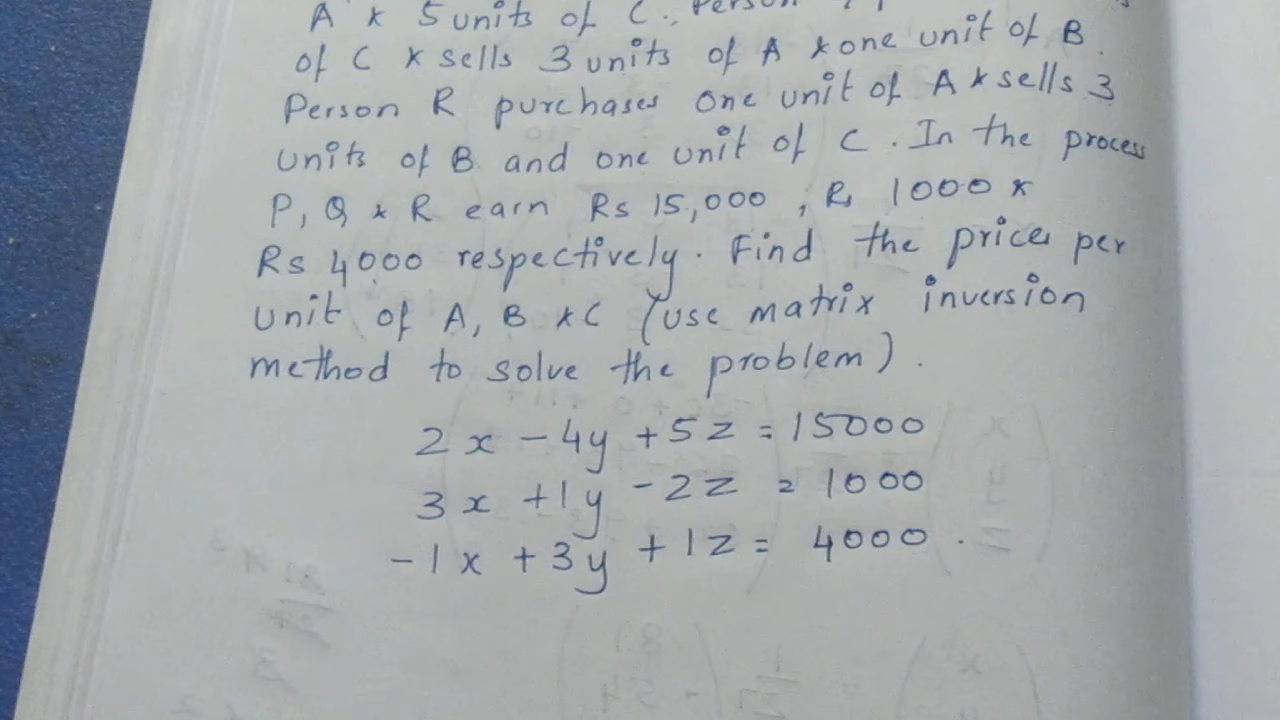 A & 5 units of C. Person
of C & sells 3 units of A & one unit of B.
Person R purchases one unit of A & sells 3
units of B and one unit of C. In the process
P, Q & R earn Rs 15,000, Rs 1000 &
Rs 4000 respectively. Find the prices per
unit of A, B & C (use matrix inversion
method to solve the problem).
2x - 4y + 5z = 15000
3x + 1y - 2z = 1000
-1x + 3y + 1z = 4000.